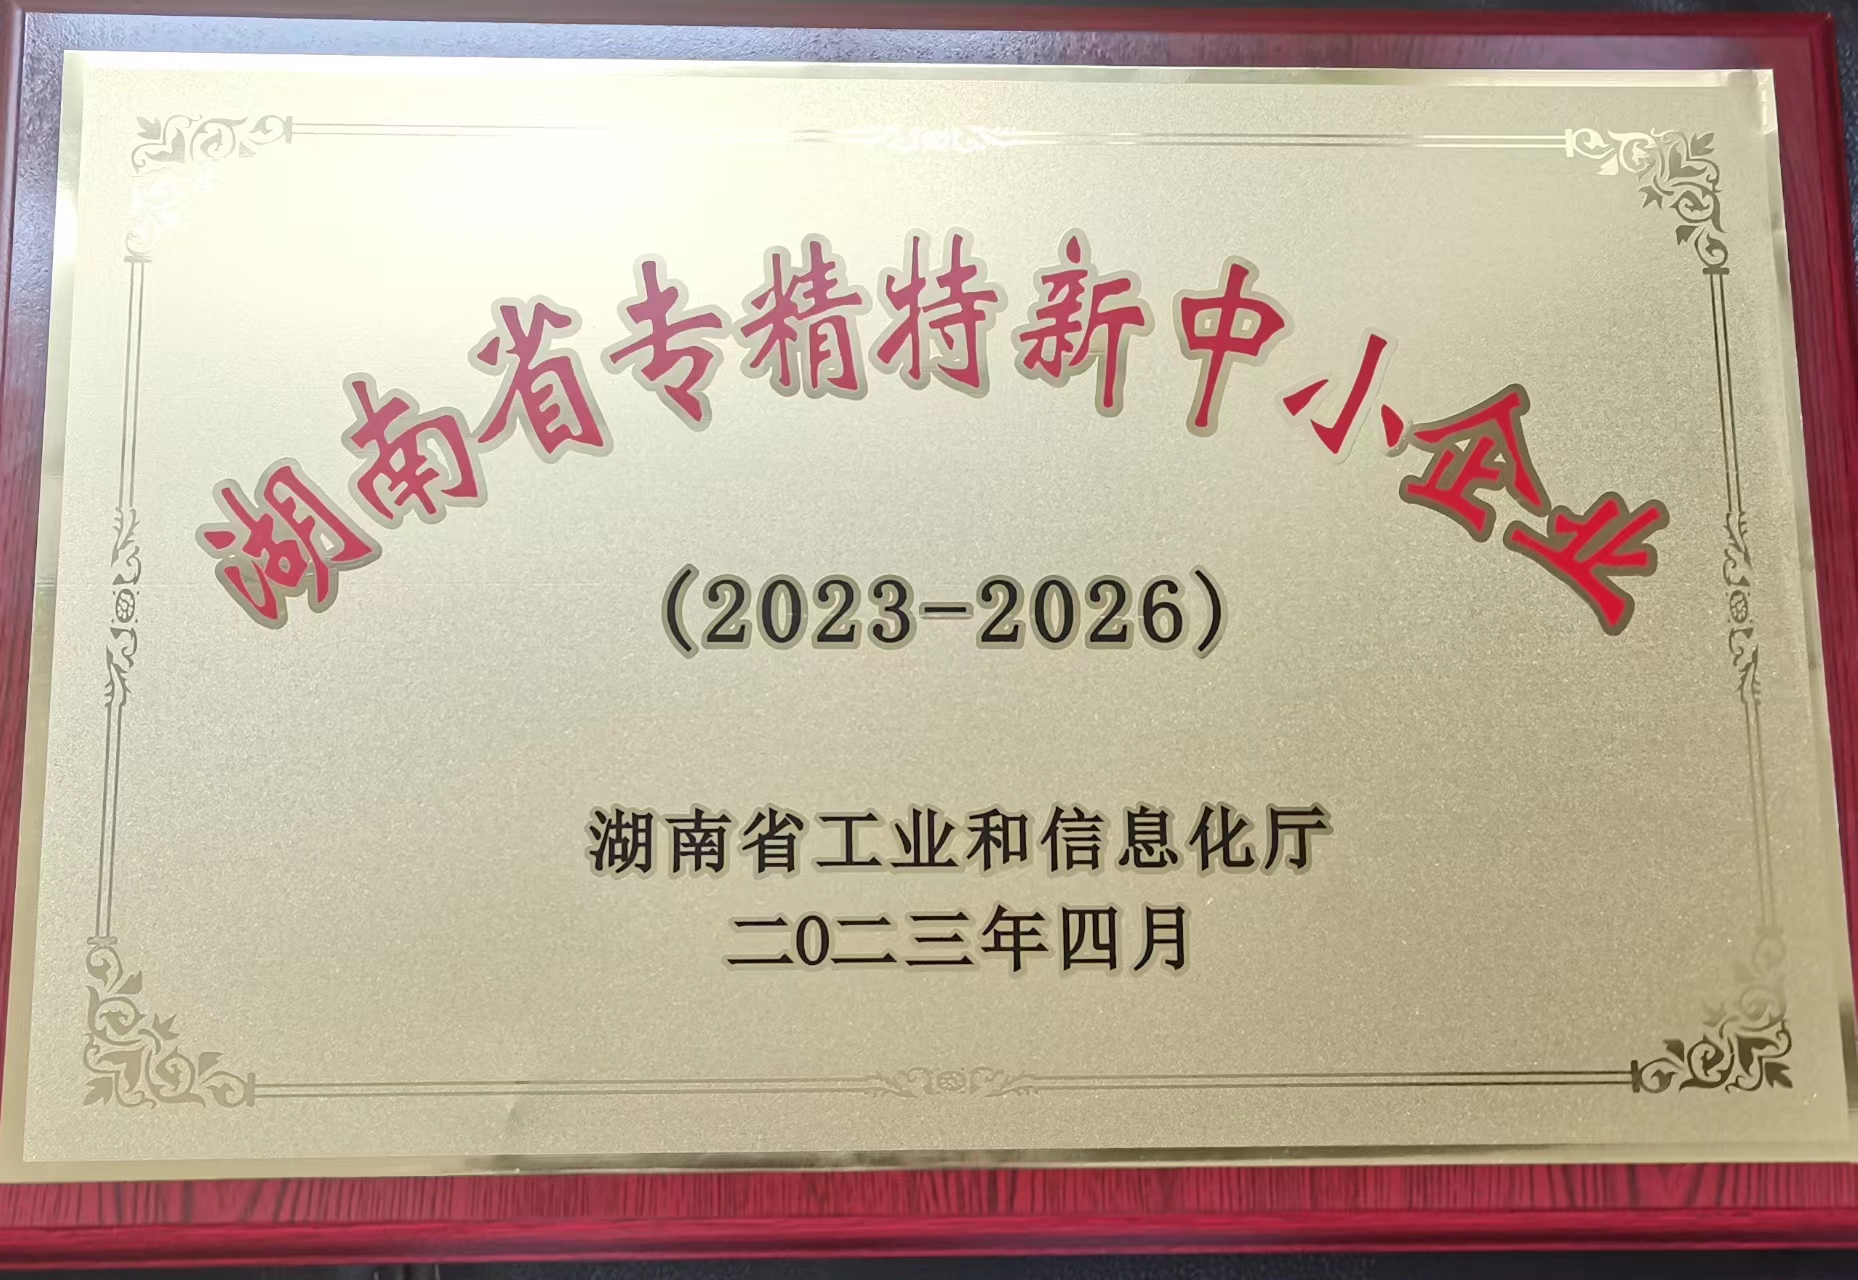 湖南省专精特新中小企业
(2023-2026)
湖南省工业和信息化厅
二0二三年四月